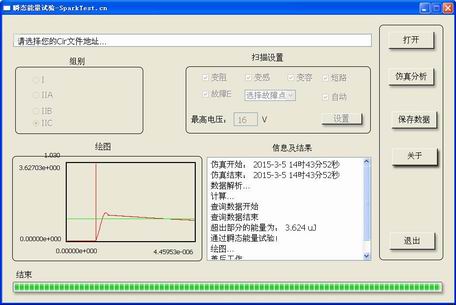 瞬态能量试验-SparkTest.cn
请选择您的Cir文件地址...
打开
组别
扫描设置
I
IIA
IIB
IIC
变阻
变感
变容
短路
故障E
选择故障点
自动
最高电压：
16
V
设置
仿真分析
保存数据
关于
退出
绘图
信息及结果
1.030
3.62703e+000
0.00000e+000
0.00000e+000
4.45953e-006
仿真开始： 2015-3-5 14时43分52秒
仿真结束： 2015-3-5 14时43分52秒
数据解析...
计算...
查询数据开始
查询数据结束
超出部分的能量为： 3.624 uJ
通过瞬态能量试验！
绘图...
善后工作
结束